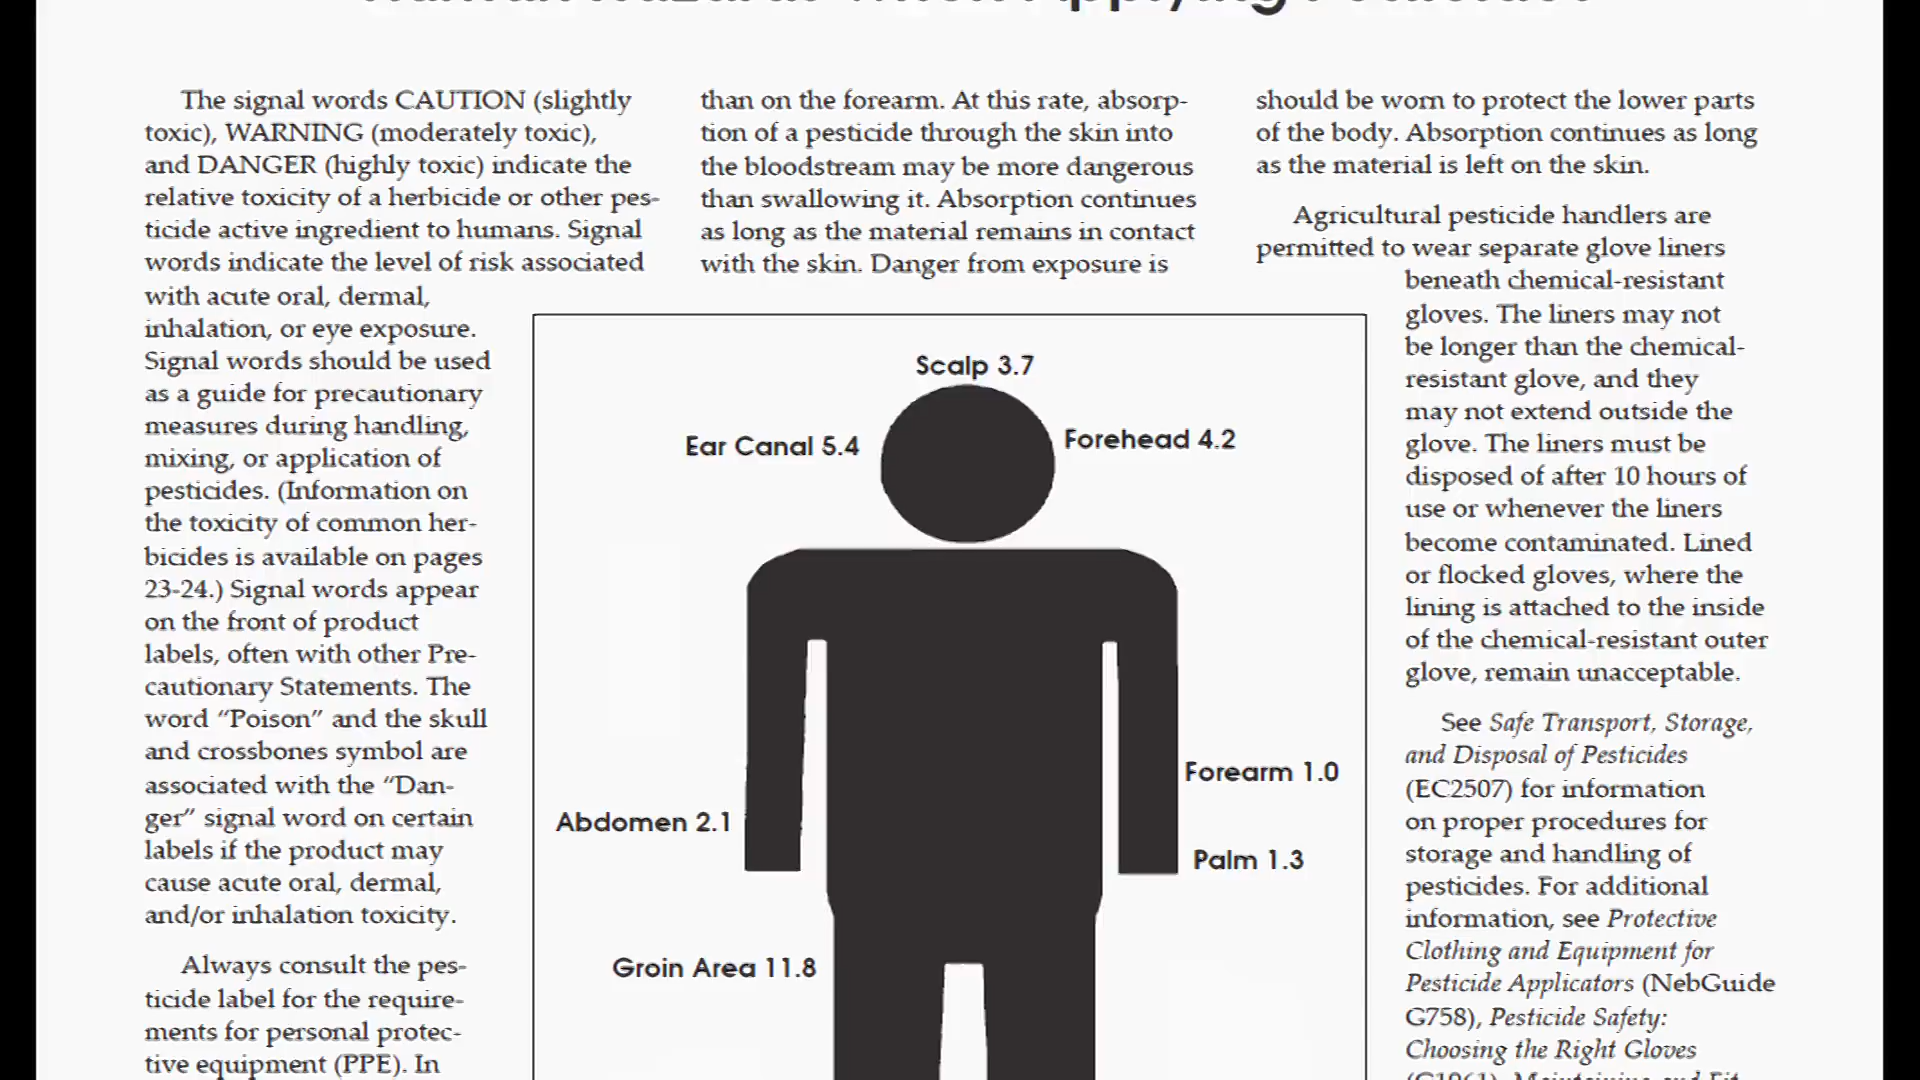 The signal words CAUTION (slightly
toxic), WARNING (moderately toxic),
and DANGER (highly toxic) indicate the
relative toxicity of a herbicide or other pes-
ticide active ingredient to humans. Signal
words indicate the level of risk associated
with acute oral, dermal,
inhalation, or eye exposure.
Signal words should be used
as a guide for precautionary
measures during handling,
mixing, or application of
pesticides. (Information on
the toxicity of common her-
bicides is available on pages
23-24.) Signal words appear
on the front of product
labels, often with other Pre-
cautionary Statements. The
word “Poison” and the skull
and crossbones symbol are
associated with the “Dan-
ger” signal word on certain
labels if the product may
cause acute oral, dermal,
and/or inhalation toxicity.
Always consult the pes-
ticide label for the require-
ments for personal protec-
tive equipment (PPE). In
than on the forearm. At this rate, absorp-
tion of a pesticide through the skin into
the bloodstream may be more dangerous
than swallowing it. Absorption continues
as long as the material remains in contact
with the skin. Danger from exposure is
Scalp 3.7
Ear Canal 5.4
Forehead 4.2
Forearm 1.0
Abdomen 2.1
Palm 1.3
Groin Area 11.8
should be worn to protect the lower parts
of the body. Absorption continues as long
as the material is left on the skin.
Agricultural pesticide handlers are
permitted to wear separate glove liners
beneath chemical-resistant
gloves. The liners may not
be longer than the chemical-
resistant glove, and they
may not extend outside the
glove. The liners must be
disposed of after 10 hours of
use or whenever the liners
become contaminated. Lined
or flocked gloves, where the
lining is attached to the inside
of the chemical-resistant outer
glove, remain unacceptable.
See Safe Transport, Storage,
and Disposal of Pesticides
(EC2507) for information
on proper procedures for
storage and handling of
pesticides. For additional
information, see Protective
Clothing and Equipment for
Pesticide Applicators (NebGuide
G758), Pesticide Safety:
Choosing the Right Gloves